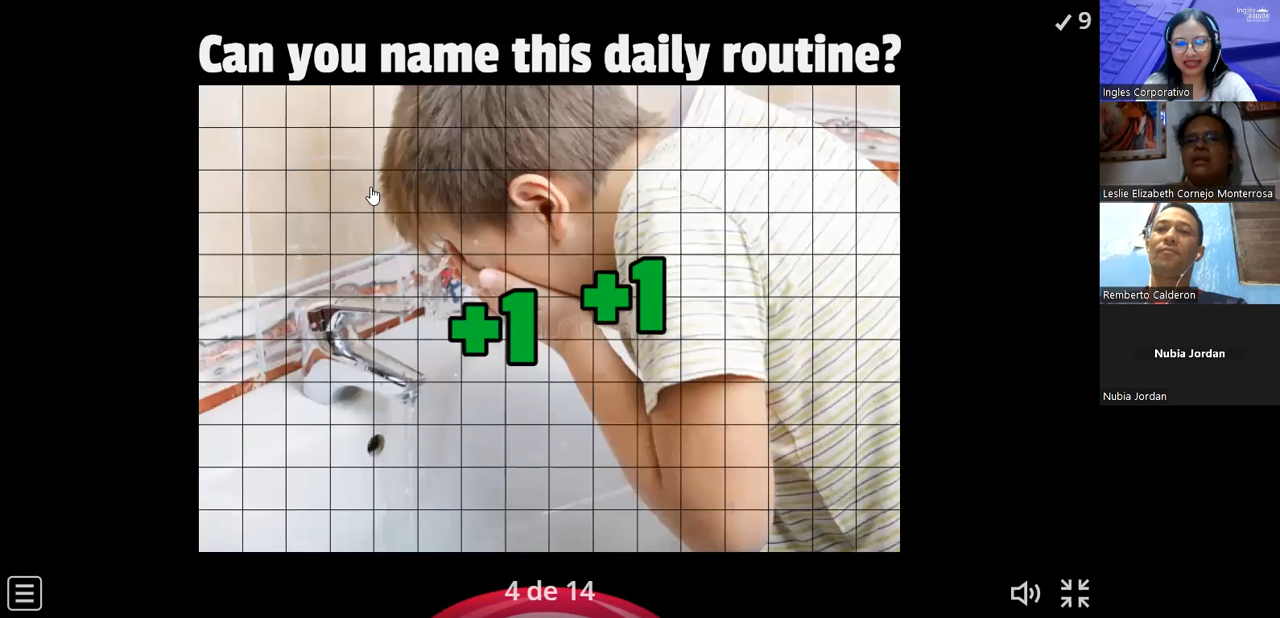 Can you name this daily routine?
✓ 9
+1
+1
4 de 14
Ingles Corporativo
Leslie Elizabeth Cornejo Monterrosa
Remberto Calderon
Nubia Jordan
Nubia Jordan